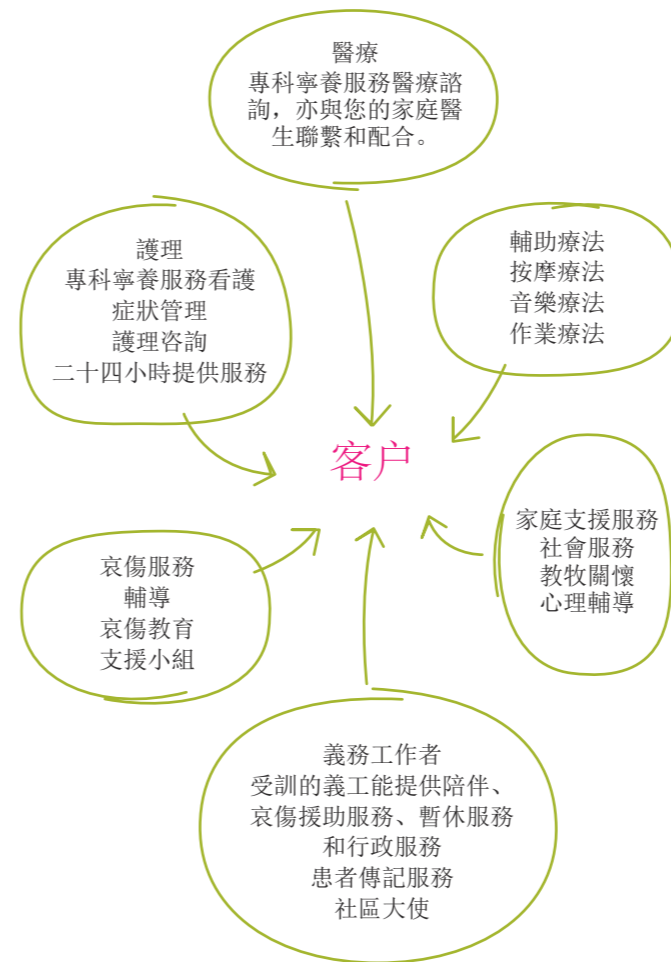 醫療
專科寧養服務醫療諮
詢，亦與您的家庭醫
生聯繫和配合。
護理
專科寧養服務看護
症狀管理
護理咨詢
二十四小時提供服務
輔助療法
按摩療法
音樂療法
作業療法
客户
家庭支援服務
社會服務
教牧關懷
心理輔導
哀傷服務
輔導
哀傷教育
支援小組
義務工作者
受訓的義工能提供陪伴、
哀傷援助服務、暫休服務
和行政服務
患者傳記服務
社區大使